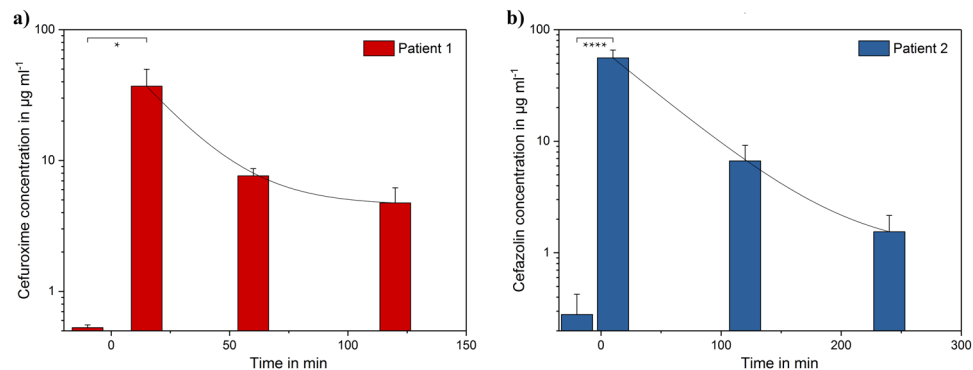 a)
100
10
1
Cefuroxime concentration in µg ml-1
*
Patient 1
0
50
100
150
Time in min
b)
100
10
1
Cefazolin concentration in µg ml-1
****
Patient 2
0
100
200
300
Time in min